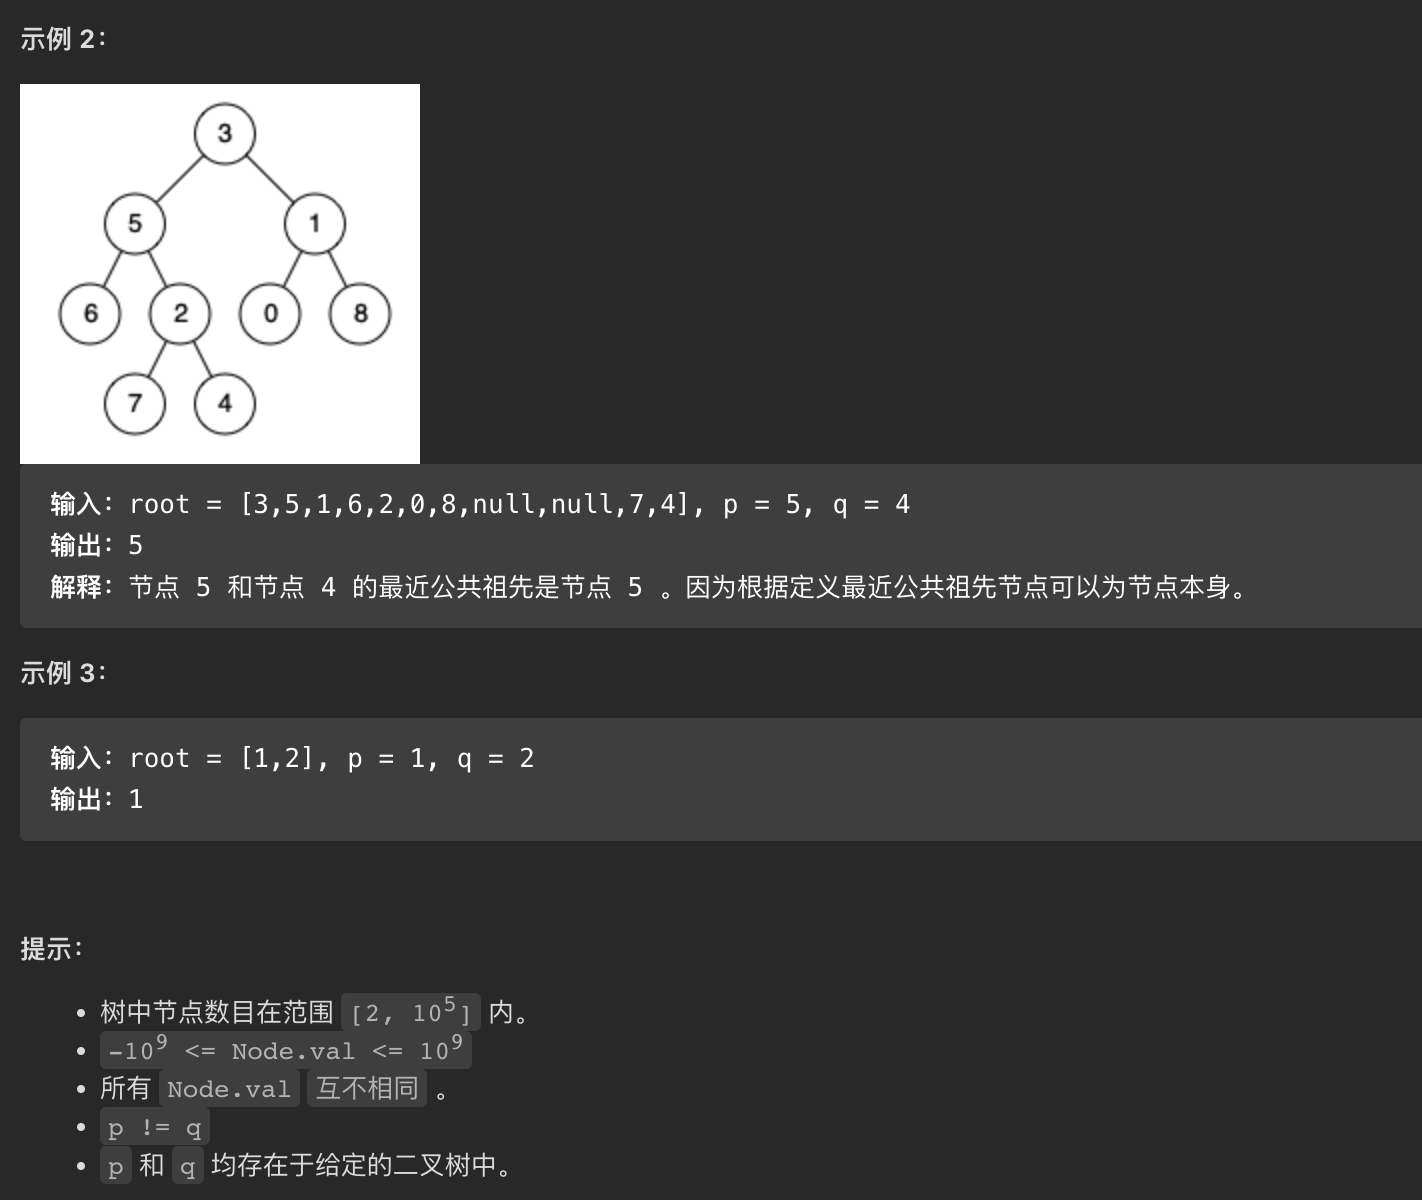 示例 2：
3
5
1
6
2
0
8
7
4
输入：root = [3,5,1,6,2,0,8,null,null,7,4], p = 5, q = 4
输出：5
解释：节点 5 和节点 4 的最近公共祖先是节点 5 。因为根据定义最近公共祖先节点可以为节点本身。
示例 3：
输入：root = [1,2], p = 1, q = 2
输出：1
提示：
• 树中节点数目在范围 [2, 10⁵] 内。
• -10⁹ <= Node.val <= 10⁹
• 所有 Node.val 互不相同 。
• p != q
• p 和 q 均存在于给定的二叉树中。